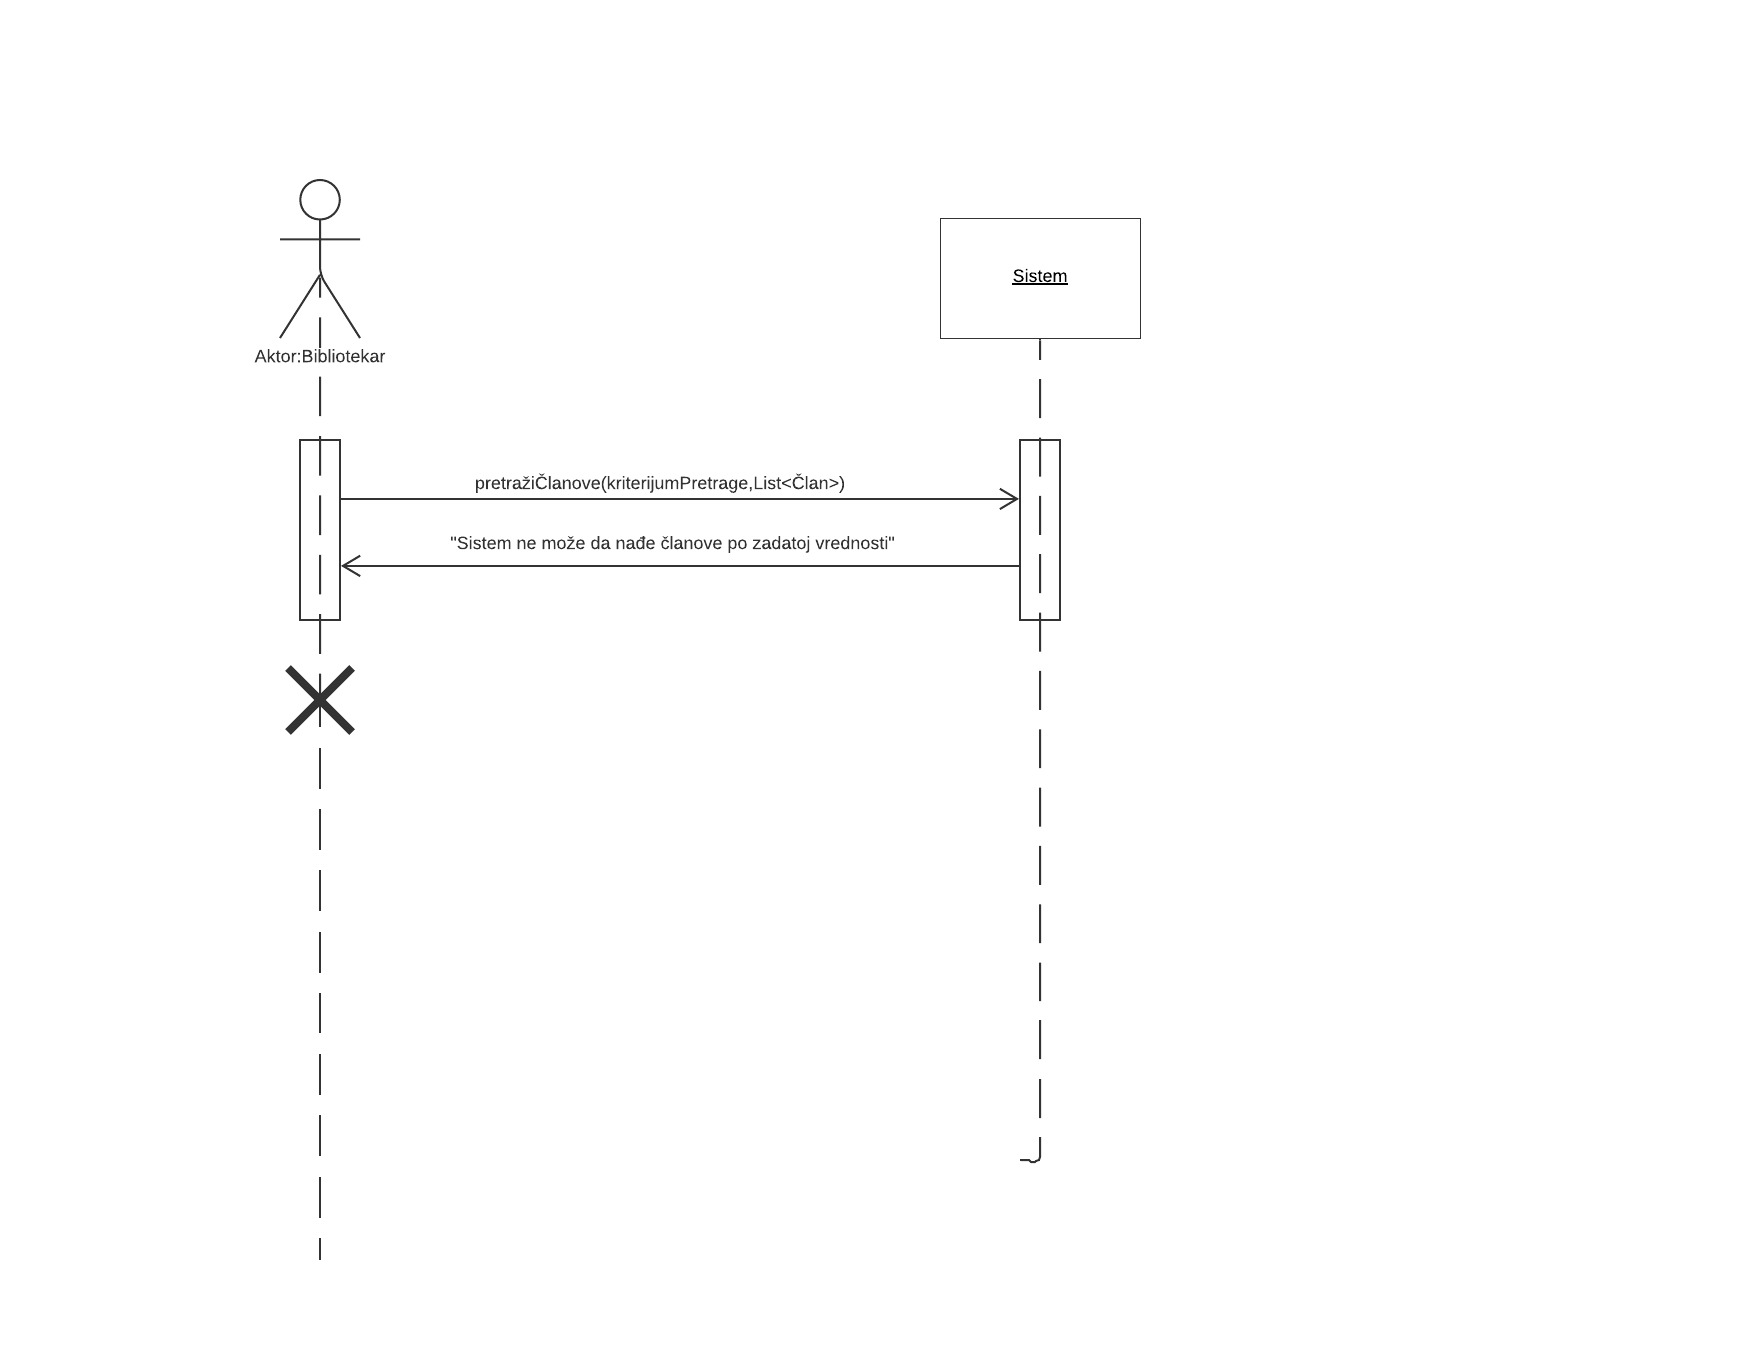 Sistem
Aktor:Bibliotekar
pretražiČlanove(kriterijumPretrage,List<Član>)
"Sistem ne može da nađe članove po zadatoj vrednosti"